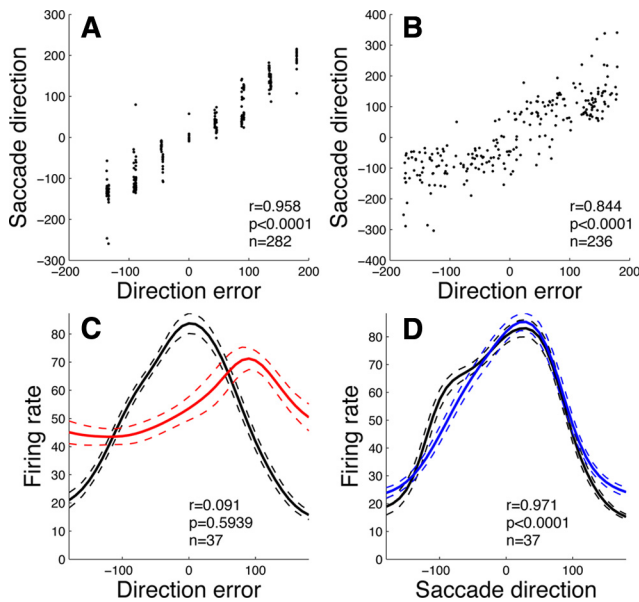 A
Saccade direction
300
200
100
0
−100
−200
−300
−200
−100
0
100
200
r=0.958
p<0.0001
n=282
Direction error
B
Saccade direction
400
300
200
100
0
−100
−200
−300
−400
−200
−100
0
100
200
r=0.844
p<0.0001
n=236
Direction error
C
Firing rate
80
70
60
50
40
30
20
10
0
−100
0
100
r=0.091
p=0.5939
n=37
Direction error
D
Firing rate
80
60
40
20
0
−100
0
100
r=0.971
p<0.0001
n=37
Saccade direction